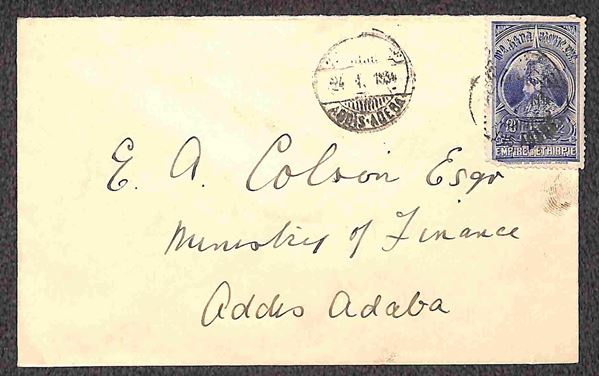 24 1. 1934
ADDIS-ABEBA
EMPIRE D'ETHIOPIE
E. A. Colson Esqr
Ministry of Finance
Addis Adaba